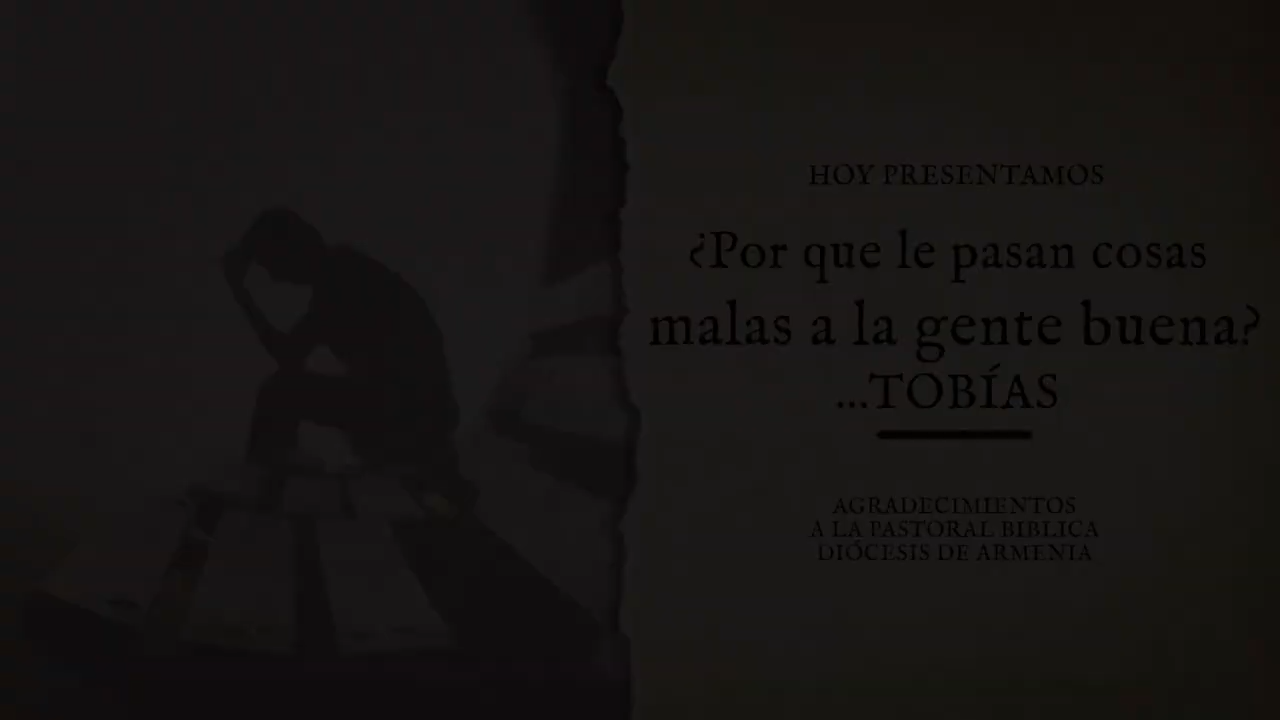 HOY PRESENTAMOS
¿Por que le pasan cosas
malas a la gente buena?
...TOBÍAS
AGRADECIMIENTOS
A LA PASTORAL BIBLICA
DIÓCESIS DE ARMENIA